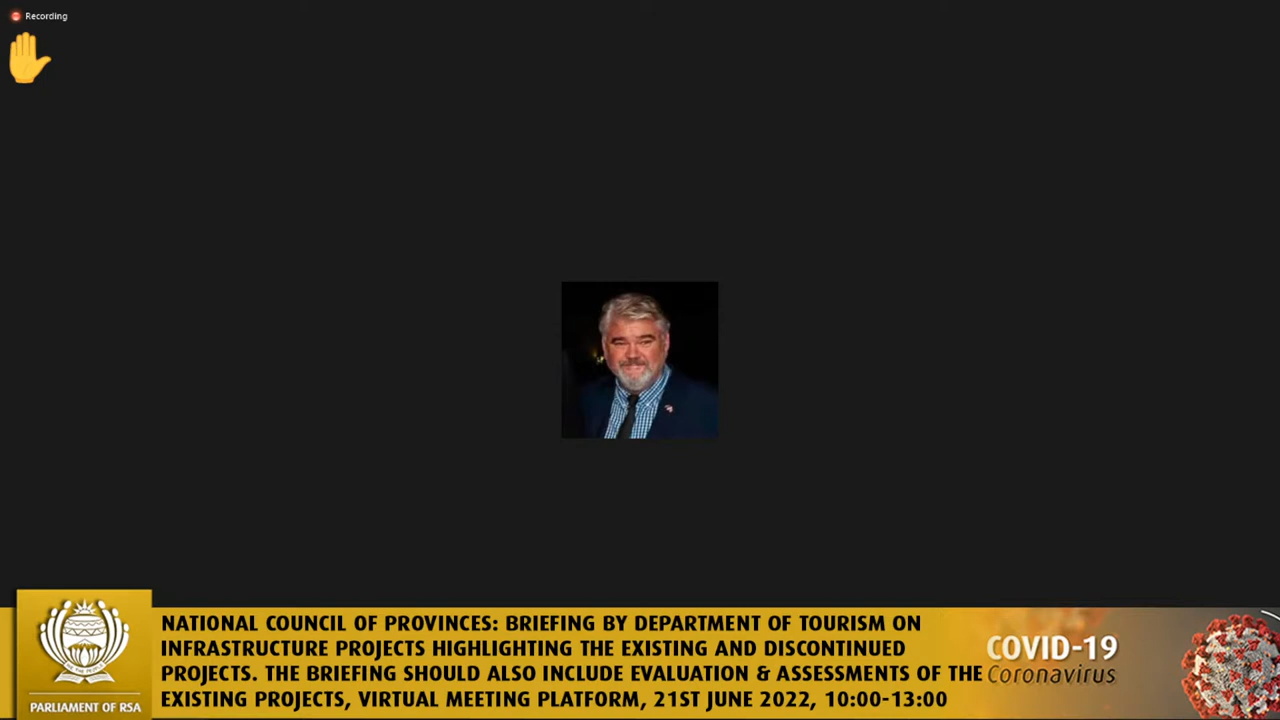 Recording
NATIONAL COUNCIL OF PROVINCES: BRIEFING BY DEPARTMENT OF TOURISM ON
INFRASTRUCTURE PROJECTS HIGHLIGHTING THE EXISTING AND DISCONTINUED
PROJECTS. THE BRIEFING SHOULD ALSO INCLUDE EVALUATION & ASSESSMENTS OF THE
EXISTING PROJECTS, VIRTUAL MEETING PLATFORM, 21ST JUNE 2022, 10:00-13:00
COVID-19
Coronavirus
PARLIAMENT OF RSA